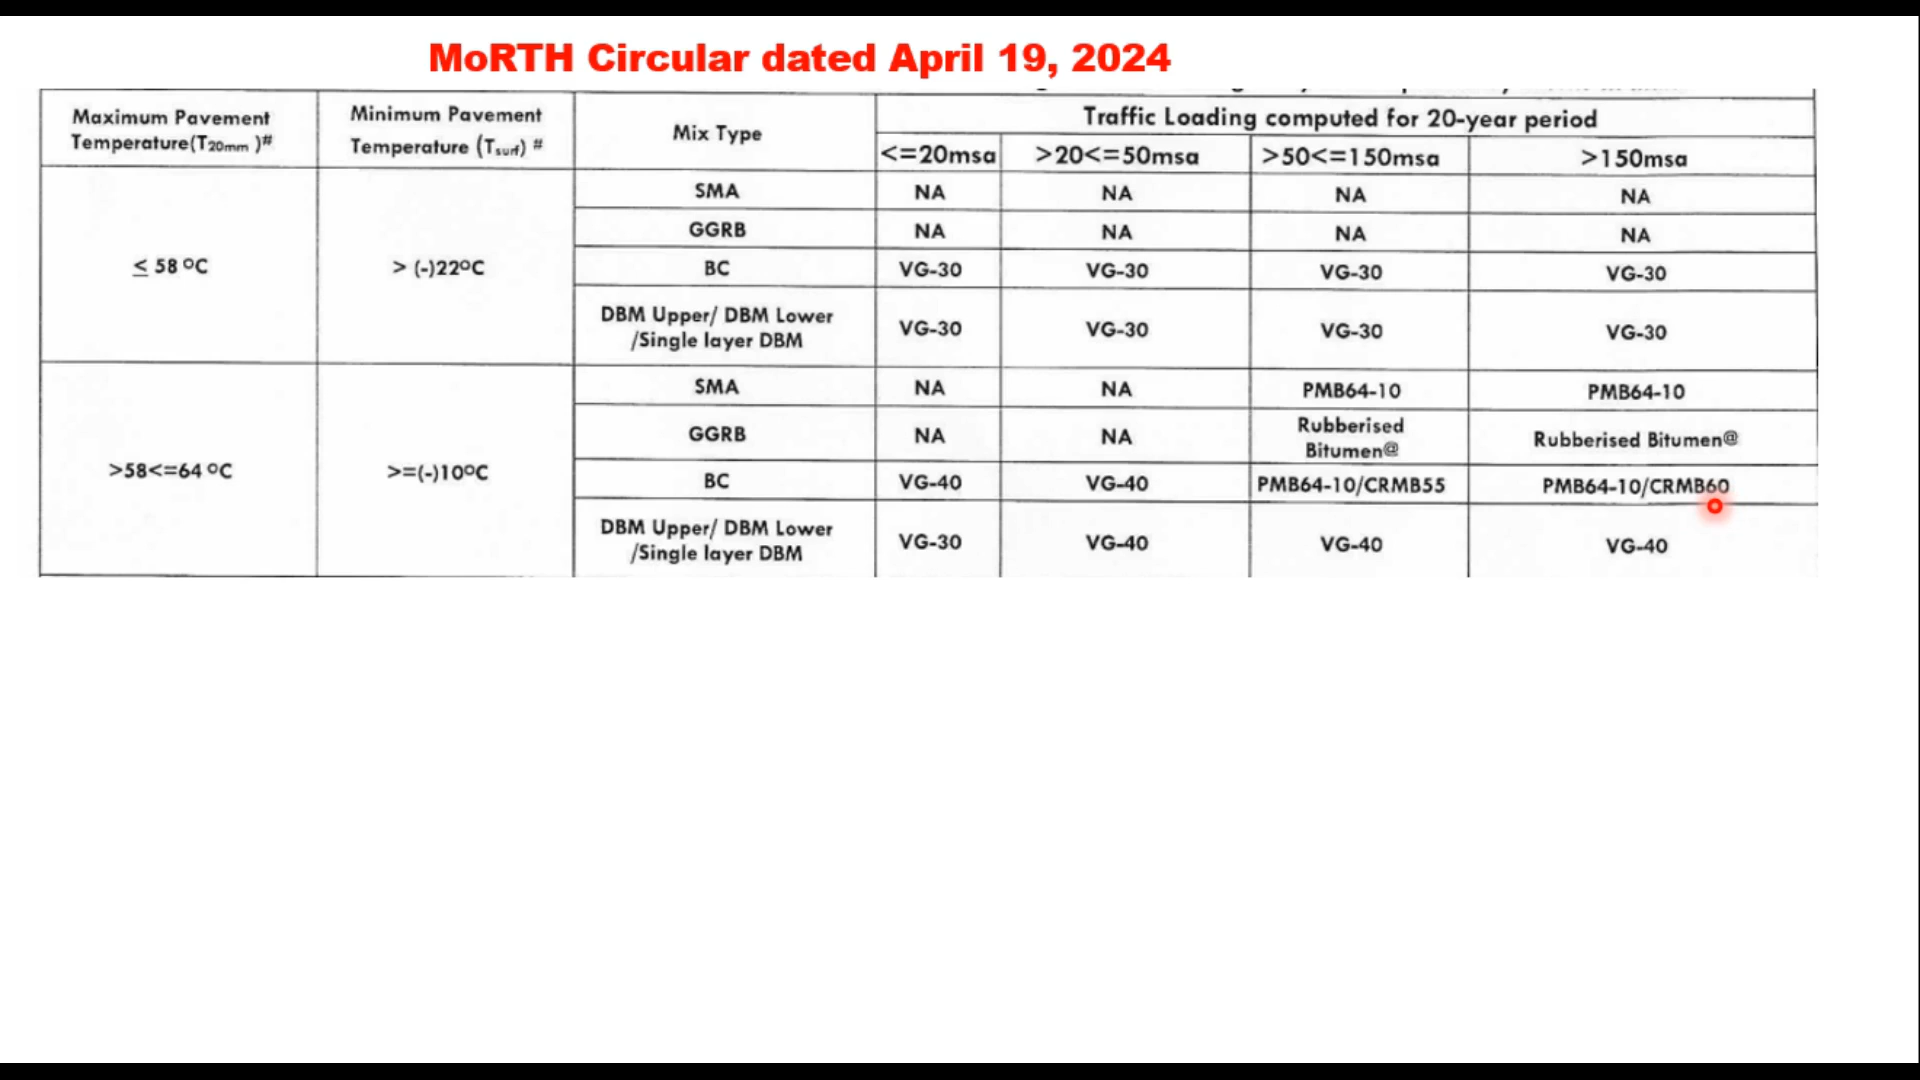 MoRTH Circular dated April 19, 2024
Maximum Pavement
Temperature(T20mm )#
Minimum Pavement
Temperature (Tsurf) #
Mix Type
Traffic Loading computed for 20-year period
<=20msa
>20<=50msa
>50<=150msa
>150msa
≤ 58 ºC
> (-)22ºC
SMA
NA
NA
NA
NA
GGRB
NA
NA
NA
NA
BC
VG-30
VG-30
VG-30
VG-30
DBM Upper/ DBM Lower
/Single layer DBM
VG-30
VG-30
VG-30
VG-30
>58<=64 ºC
>=(-)10ºC
SMA
NA
NA
PMB64-10
PMB64-10
GGRB
NA
NA
Rubberised
Bitumen@
Rubberised Bitumen@
BC
VG-40
VG-40
PMB64-10/CRMB55
PMB64-10/CRMB60
DBM Upper/ DBM Lower
/Single layer DBM
VG-30
VG-40
VG-40
VG-40